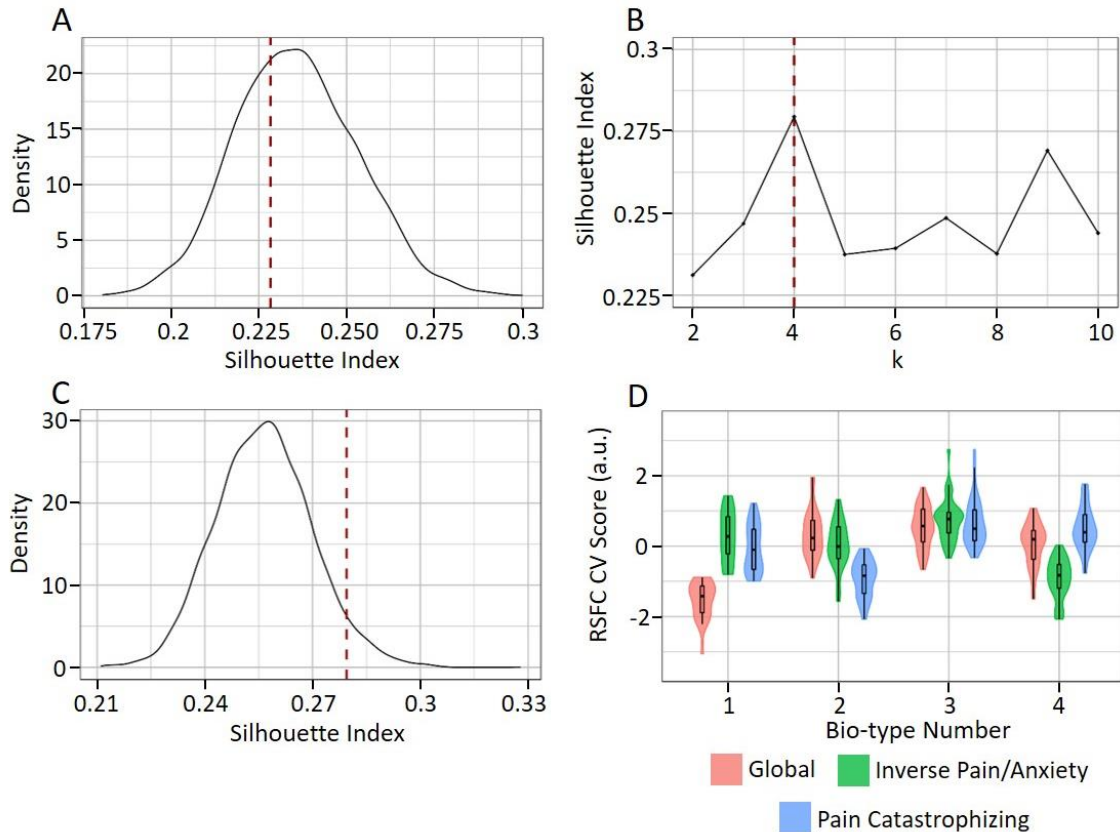 A
Density
20
15
10
5
0
0.175
0.2
0.225
0.250
0.275
0.3
Silhouette Index
B
Silhouette Index
0.3
0.275
0.25
0.225
2
4
6
8
10
k
C
Density
30
20
10
0
0.21
0.24
0.27
0.3
0.33
Silhouette Index
D
RSFC CV Score (a.u.)
2
0
-2
1
2
3
4
Bio-type Number
Global
Inverse Pain/Anxiety
Pain Catastrophizing